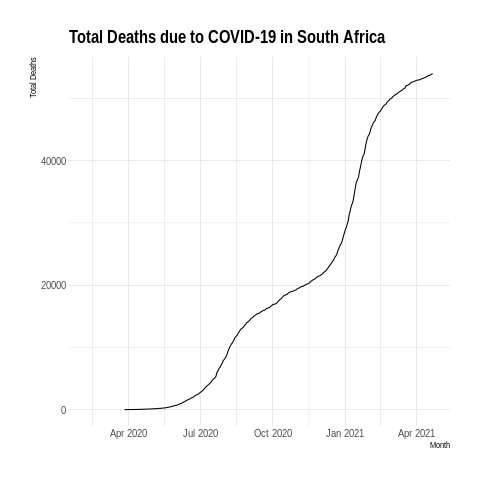 Total Deaths due to COVID-19 in South Africa
Total Deaths
40000
20000
0
Apr 2020 Jul 2020 Oct 2020 Jan 2021 Apr 2021
Month